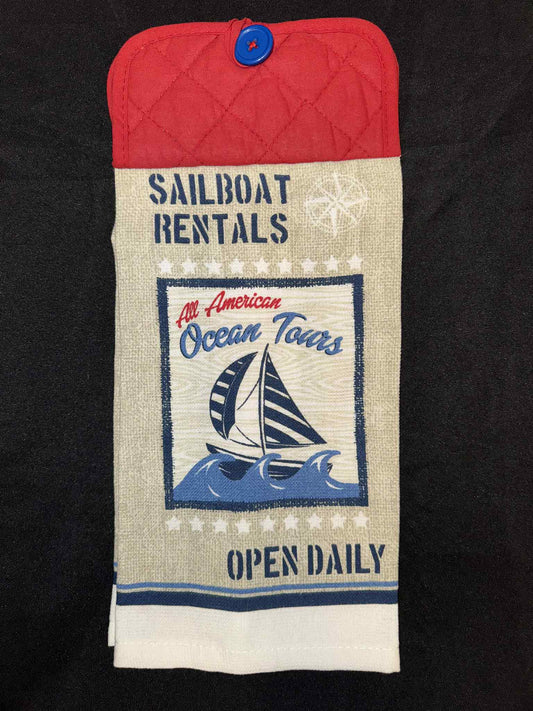 SAILBOAT
RENTALS
All American
Ocean Tours
OPEN DAILY